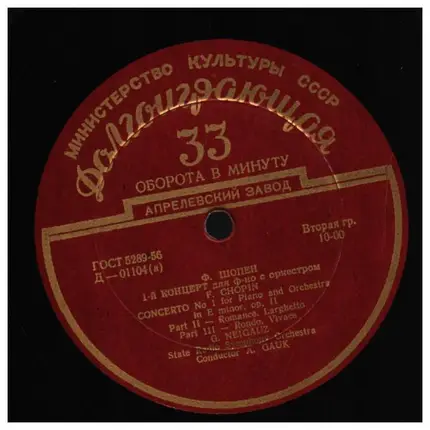 МИНИСТЕРСТВО КУЛЬТУРЫ СССР
Долгоиграющая
33
ОБОРОТА В МИНУТУ
АПРЕЛЕВСКИЙ ЗАВОД
ГОСТ 5289-56
Д—01104(а)
Вторая гр.
10-00
Ф. ШОПЕН
1-й КОНЦЕРТ для ф-но с оркестром
F. CHOPIN
CONCERTO No 1 for Piano and Orchestra
in E minor, op. 11
Part II — Romance. Larghetto
Part III — Rondo, Vivace
G. NEIGAUZ
State Radio Orchestra
Conductor A. GAUK